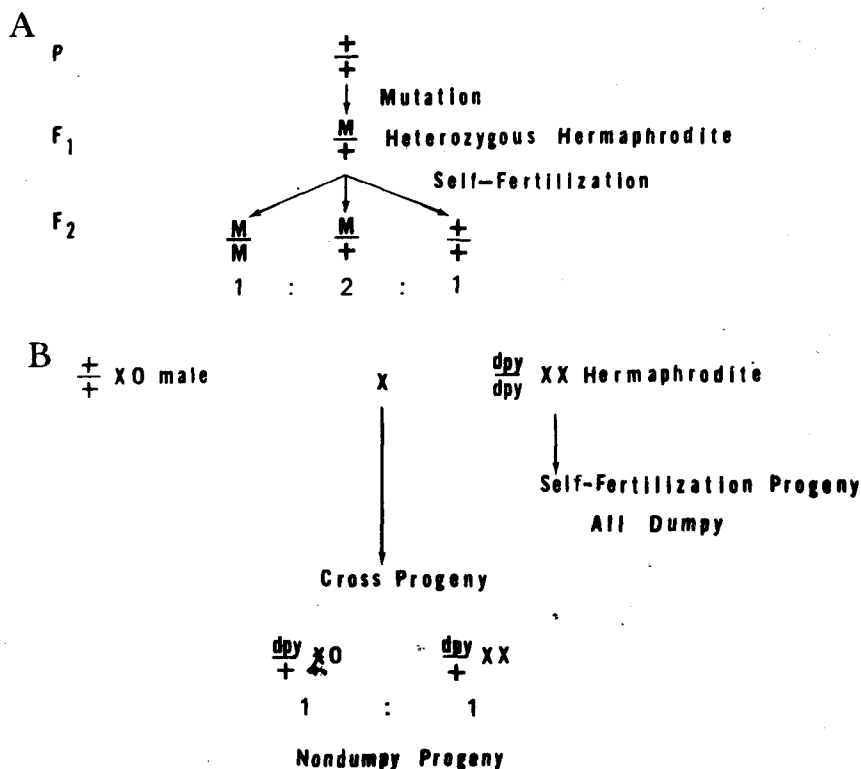 A
P + +
Mutation
F1 M + Heterozygous Hermaphrodite
Self-Fertilization
F2 M M M + + +
1 : 2 : 1
B
+ + XO male X dpy dpy XX Hermaphrodite
Self-Fertilization Progeny
All Dumpy
Cross Progeny
dpy + XO dpy + XX
1 : 1
Nondumpy Progeny